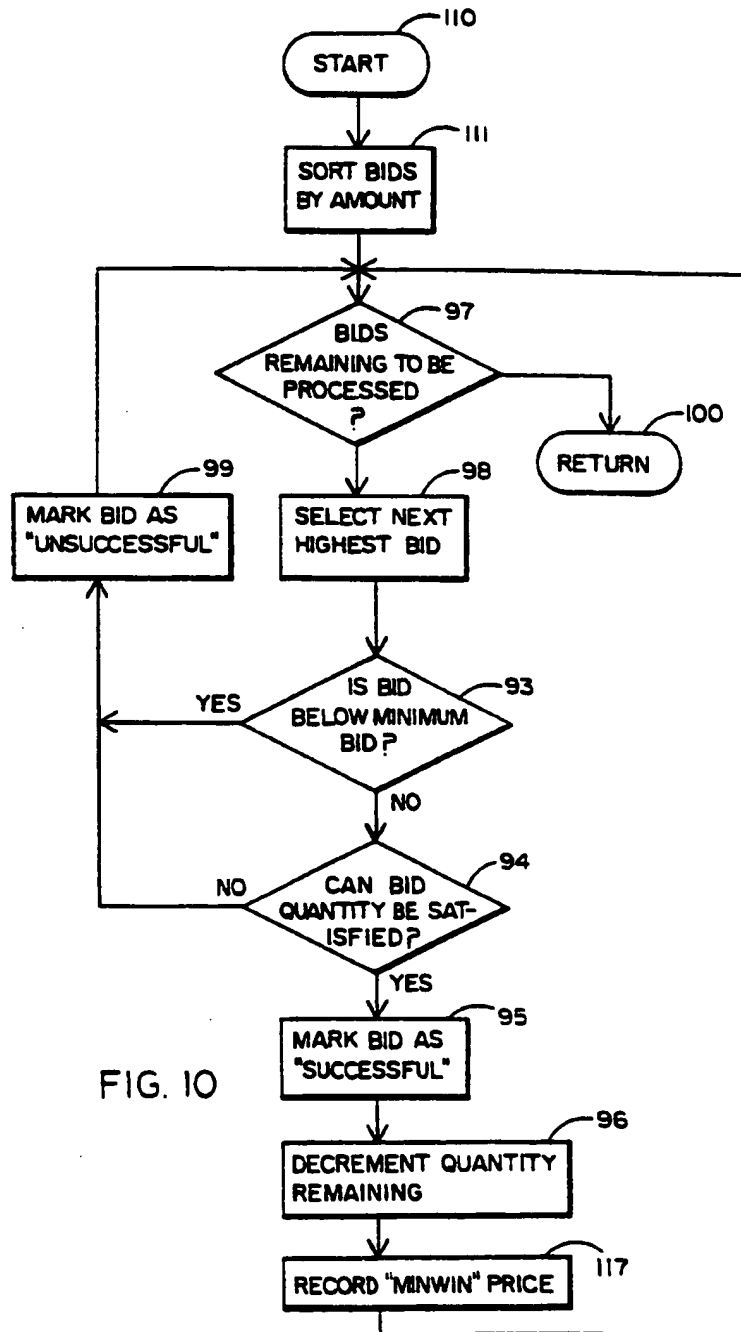 110
START
111
SORT BIDS
BY AMOUNT
97
BIDS
REMAINING TO BE
PROCESSED
?
100
RETURN
99
MARK BID AS
"UNSUCCESSFUL"
98
SELECT NEXT
HIGHEST BID
YES
IS BID
BELOW MINIMUM
BID?
93
NO
NO
CAN BID
QUANTITY BE SAT-
ISFIED?
94
YES
95
MARK BID AS
"SUCCESSFUL"
FIG. 10
96
DECREMENT QUANTITY
REMAINING
117
RECORD "MINWIN" PRICE